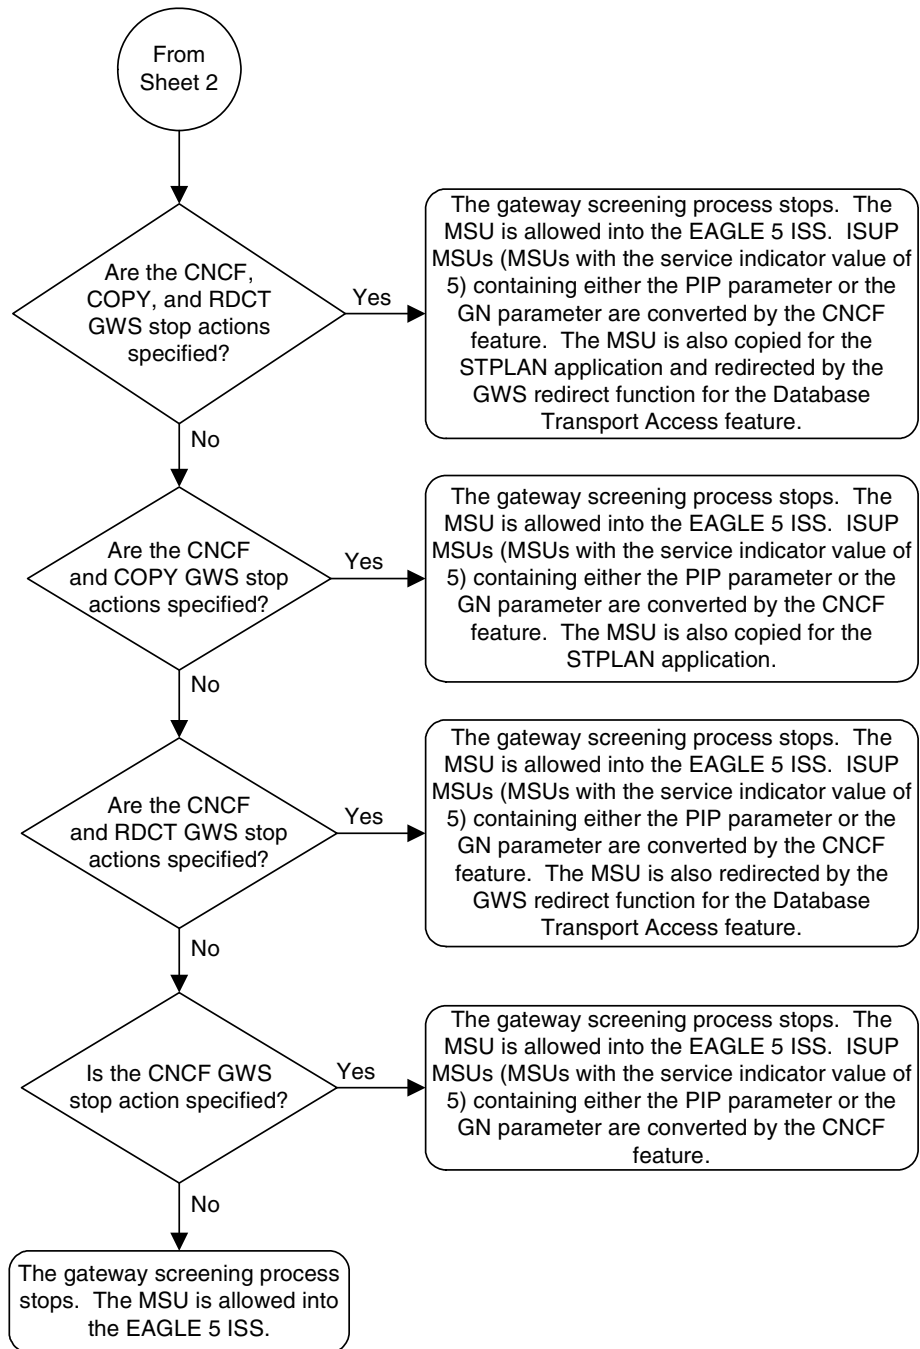 From
Sheet 2
Are the CNCF,
COPY, and RDCT
GWS stop actions
specified?
Yes
The gateway screening process stops.  The
MSU is allowed into the EAGLE 5 ISS.  ISUP
MSUs (MSUs with the service indicator value of
5) containing either the PIP parameter or the
GN parameter are converted by the CNCF
feature.  The MSU is also copied for the
STPLAN application and redirected by the
GWS redirect function for the Database
Transport Access feature.
No
Are the CNCF
and COPY GWS stop
actions specified?
Yes
The gateway screening process stops.  The
MSU is allowed into the EAGLE 5 ISS.  ISUP
MSUs (MSUs with the service indicator value of
5) containing either the PIP parameter or the
GN parameter are converted by the CNCF
feature.  The MSU is also copied for the
STPLAN application.
No
Are the CNCF
and RDCT GWS stop
actions specified?
Yes
The gateway screening process stops.  The
MSU is allowed into the EAGLE 5 ISS.  ISUP
MSUs (MSUs with the service indicator value of
5) containing either the PIP parameter or the
GN parameter are converted by the CNCF
feature.  The MSU is also redirected by the
GWS redirect function for the Database
Transport Access feature.
No
Is the CNCF GWS
stop action specified?
Yes
The gateway screening process stops.  The
MSU is allowed into the EAGLE 5 ISS.  ISUP
MSUs (MSUs with the service indicator value of
5) containing either the PIP parameter or the
GN parameter are converted by the CNCF
feature.
No
The gateway screening process
stops.  The MSU is allowed into
the EAGLE 5 ISS.